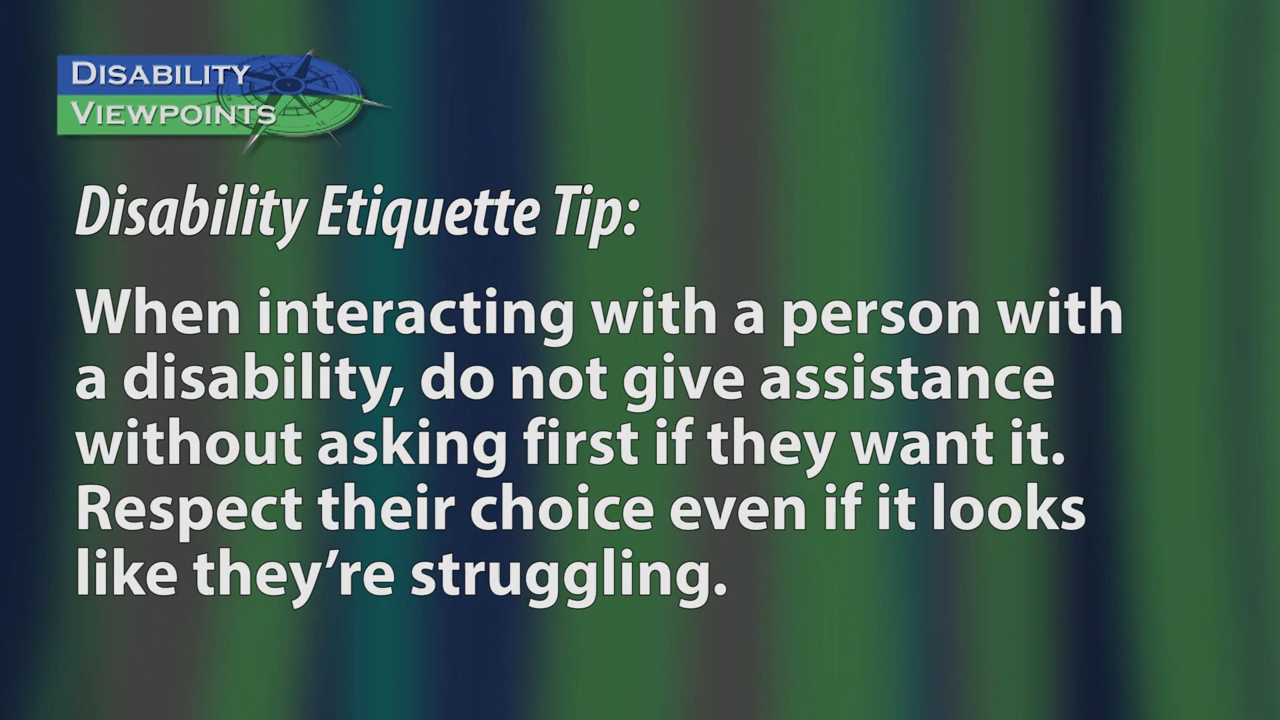 DISABILITY
VIEWPOINTS
Disability Etiquette Tip:
When interacting with a person with
a disability, do not give assistance
without asking first if they want it.
Respect their choice even if it looks
like they’re struggling.